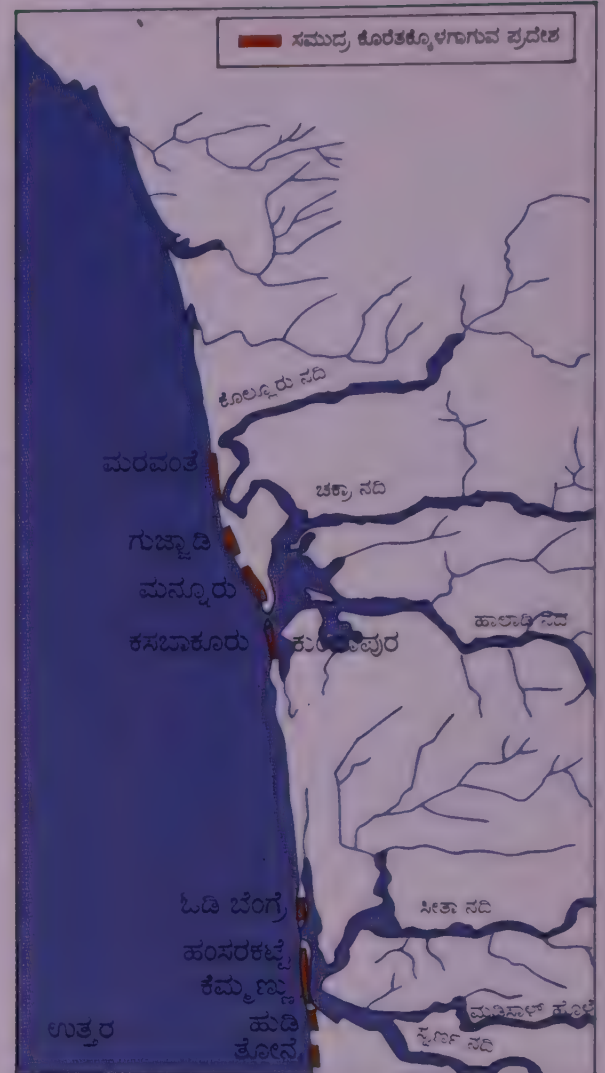 ಸಮುದ್ರ ಕೊರೆತಕ್ಕೊಳಗಾಗುವ ಪ್ರದೇಶ
ಕೊಲ್ಲೂರು ನದಿ
ಮರವಂತೆ
ಚಕ್ರಾ ನದಿ
ಗುಜ್ಜಾಡಿ
ಮನ್ನೂರು
ಹಾಲಾಡಿ ನದಿ
ಕಸಬಾಕೂರು
ಓಡಿ ಬೆಂಗ್ರೆ
ಸೀತಾ ನದಿ
ಹಂಸರಕಟ್ಟೆ
ಕೆಮ್ಮಣ್ಣು
ಮಡಿಸಾಳ್ ಹೊಳೆ
ಉತ್ತರ
ಹುಡಿ
ಸ್ವರ್ಣ ನದಿ
ತೋನ್ಸೆ